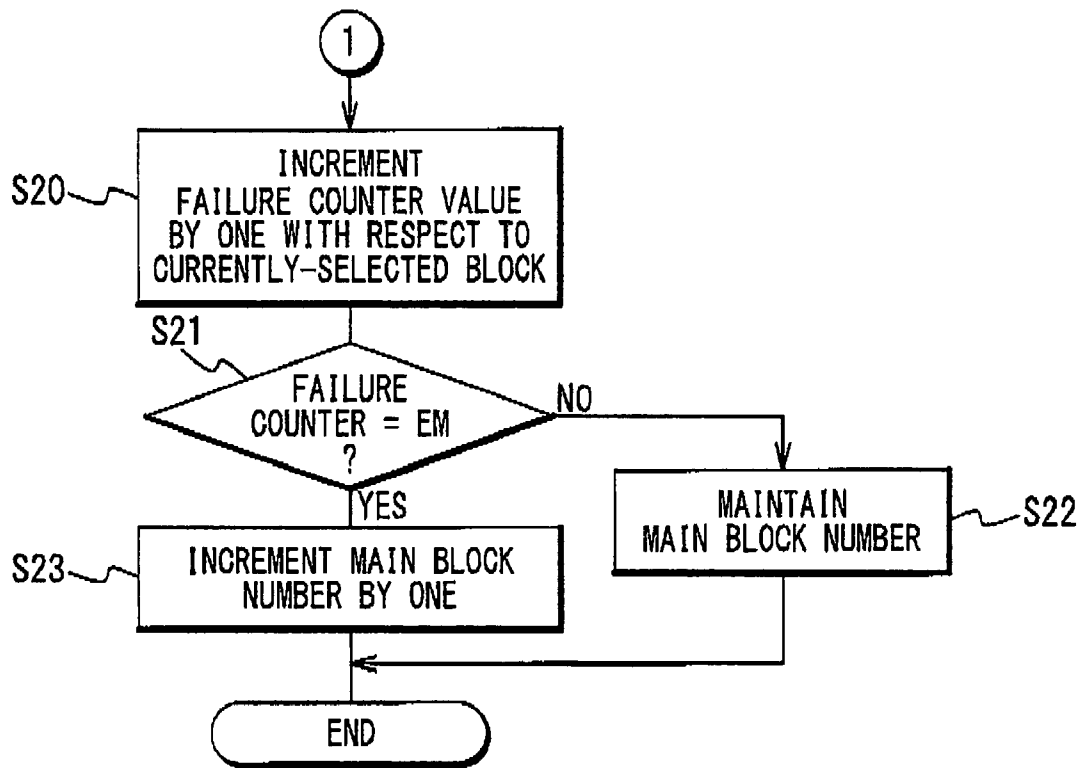 1
S20
INCREMENT
FAILURE COUNTER VALUE
BY ONE WITH RESPECT TO
CURRENTLY-SELECTED BLOCK
S21
FAILURE
COUNTER = EM
?
NO
YES
MAINTAIN
MAIN BLOCK NUMBER
S22
S23
INCREMENT MAIN BLOCK
NUMBER BY ONE
END